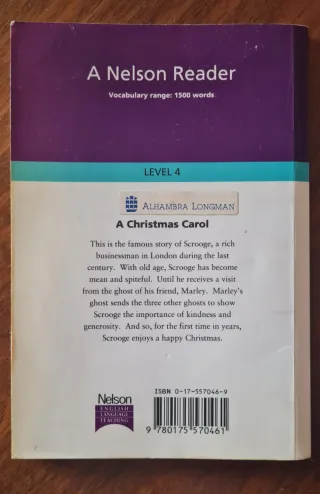 A Nelson Reader
Vocabulary range: 1500 words
LEVEL 4
ALHAMBRA LONGMAN
A Christmas Carol
This is the famous story of Scrooge, a rich
businessman in London during the last
century. With old age, Scrooge has become
mean and spiteful. Until he receives a visit
from the ghost of his friend, Marley. Marley's
ghost sends the three other ghosts to show
Scrooge the importance of kindness and
generosity. And so, for the first time in years,
Scrooge enjoys a happy Christmas.
ISBN 0-17-557046-9
9 780175 570461
Nelson
ENGLISH
LANGUAGE
TEACHING